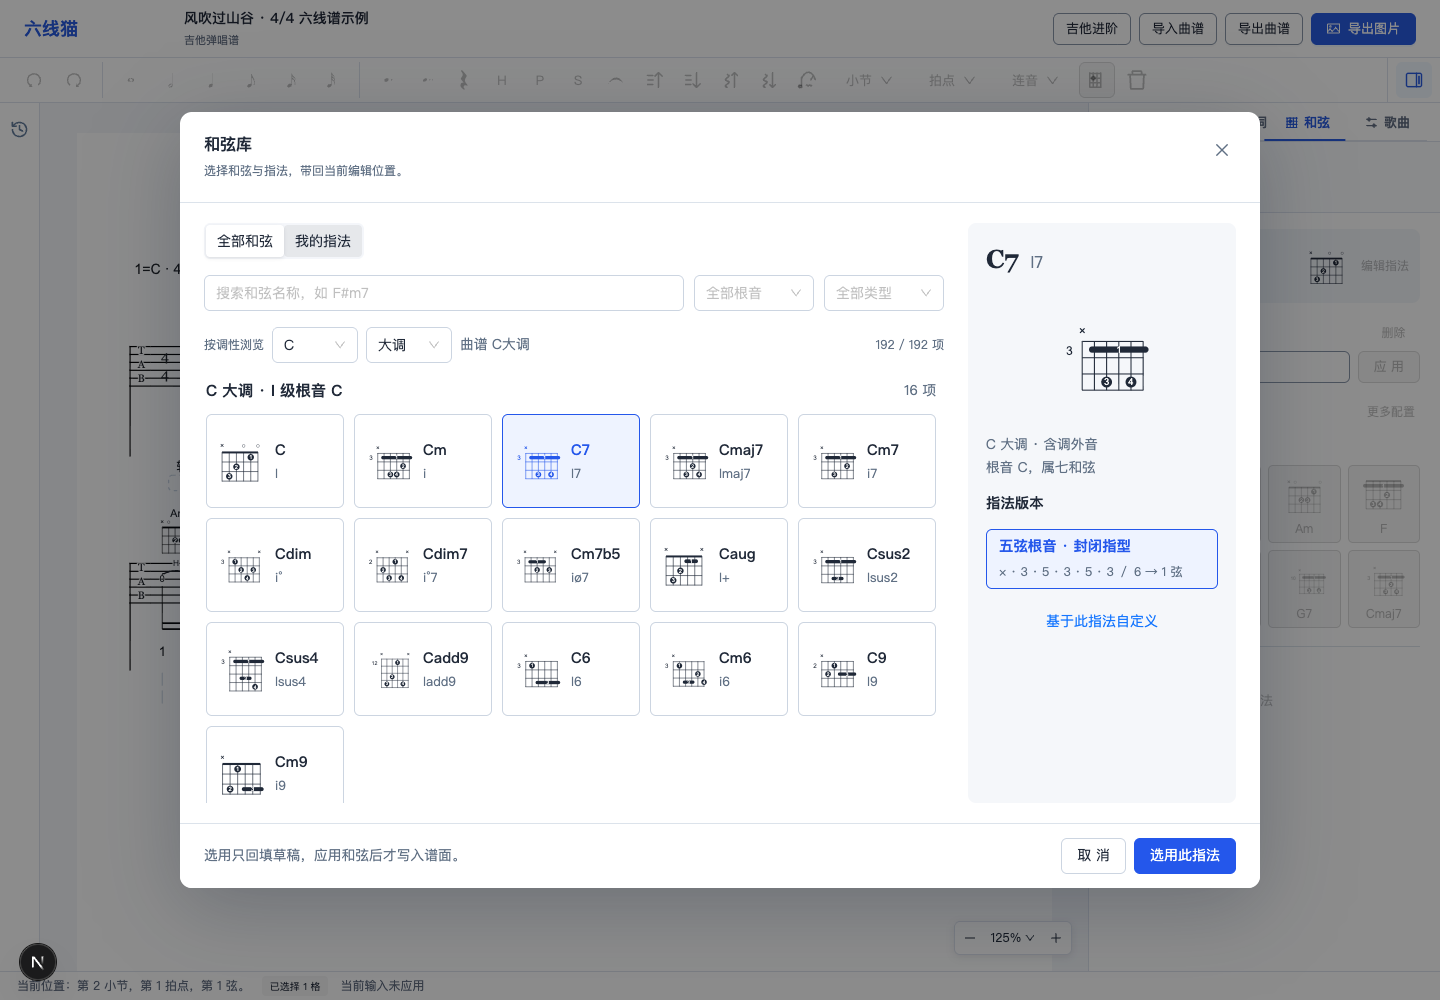 六线猫
风吹过山谷 · 4/4 六线谱示例
吉他弹唱谱
吉他进阶
导入曲谱
导出曲谱
导出图片
H
P
S
小节
拍点
连音
和弦
歌曲
和弦库
选择和弦与指法，带回当前编辑位置。
全部和弦
我的指法
搜索和弦名称，如 F#m7
全部根音
全部类型
按调性浏览
C
大调
曲谱 C大调
192 / 192 项
C 大调 · I 级根音 C
16 项
C
I
Cm
i
C7
I7
Cmaj7
Imaj7
Cm7
i7
Cdim
i°
Cdim7
i°7
Cm7b5
iø7
Caug
I+
Csus2
Isus2
Csus4
Isus4
Cadd9
Iadd9
C6
I6
Cm6
i6
C9
I9
Cm9
i9
C7 I7
×
3
3 4
C 大调 · 含调外音
根音 C，属七和弦
指法版本
五弦根音 · 封闭指型
× · 3 · 5 · 3 · 5 · 3 / 6 → 1 弦
基于此指法自定义
选用只回填草稿，应用和弦后才写入谱面。
取 消
选用此指法
1=C · 4
T
A
B
4
4
T
A
B
1
编辑指法
删除
应 用
更多配置
Am
F
G7
Cmaj7
法
125%
N
当前位置：第 2 小节，第 1 拍点，第 1 弦。
已选择 1 格
当前输入未应用